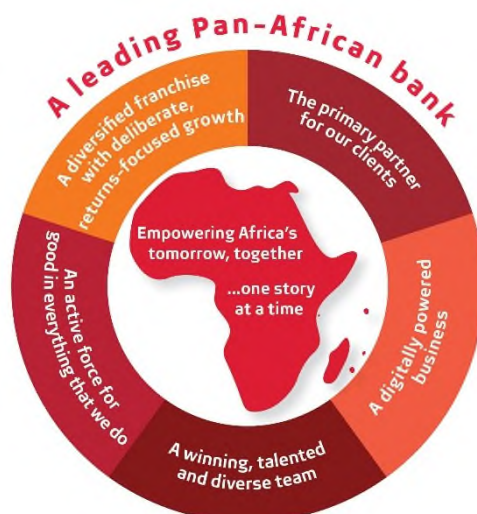 A leading Pan-African bank
A diversified franchise
with deliberate,
returns-focused growth
The primary partner
for our clients
A digitally powered
business
A winning, talented
and diverse team
An active force for
good in everything that we do
Empowering Africa's
tomorrow, together
...one story
at a time